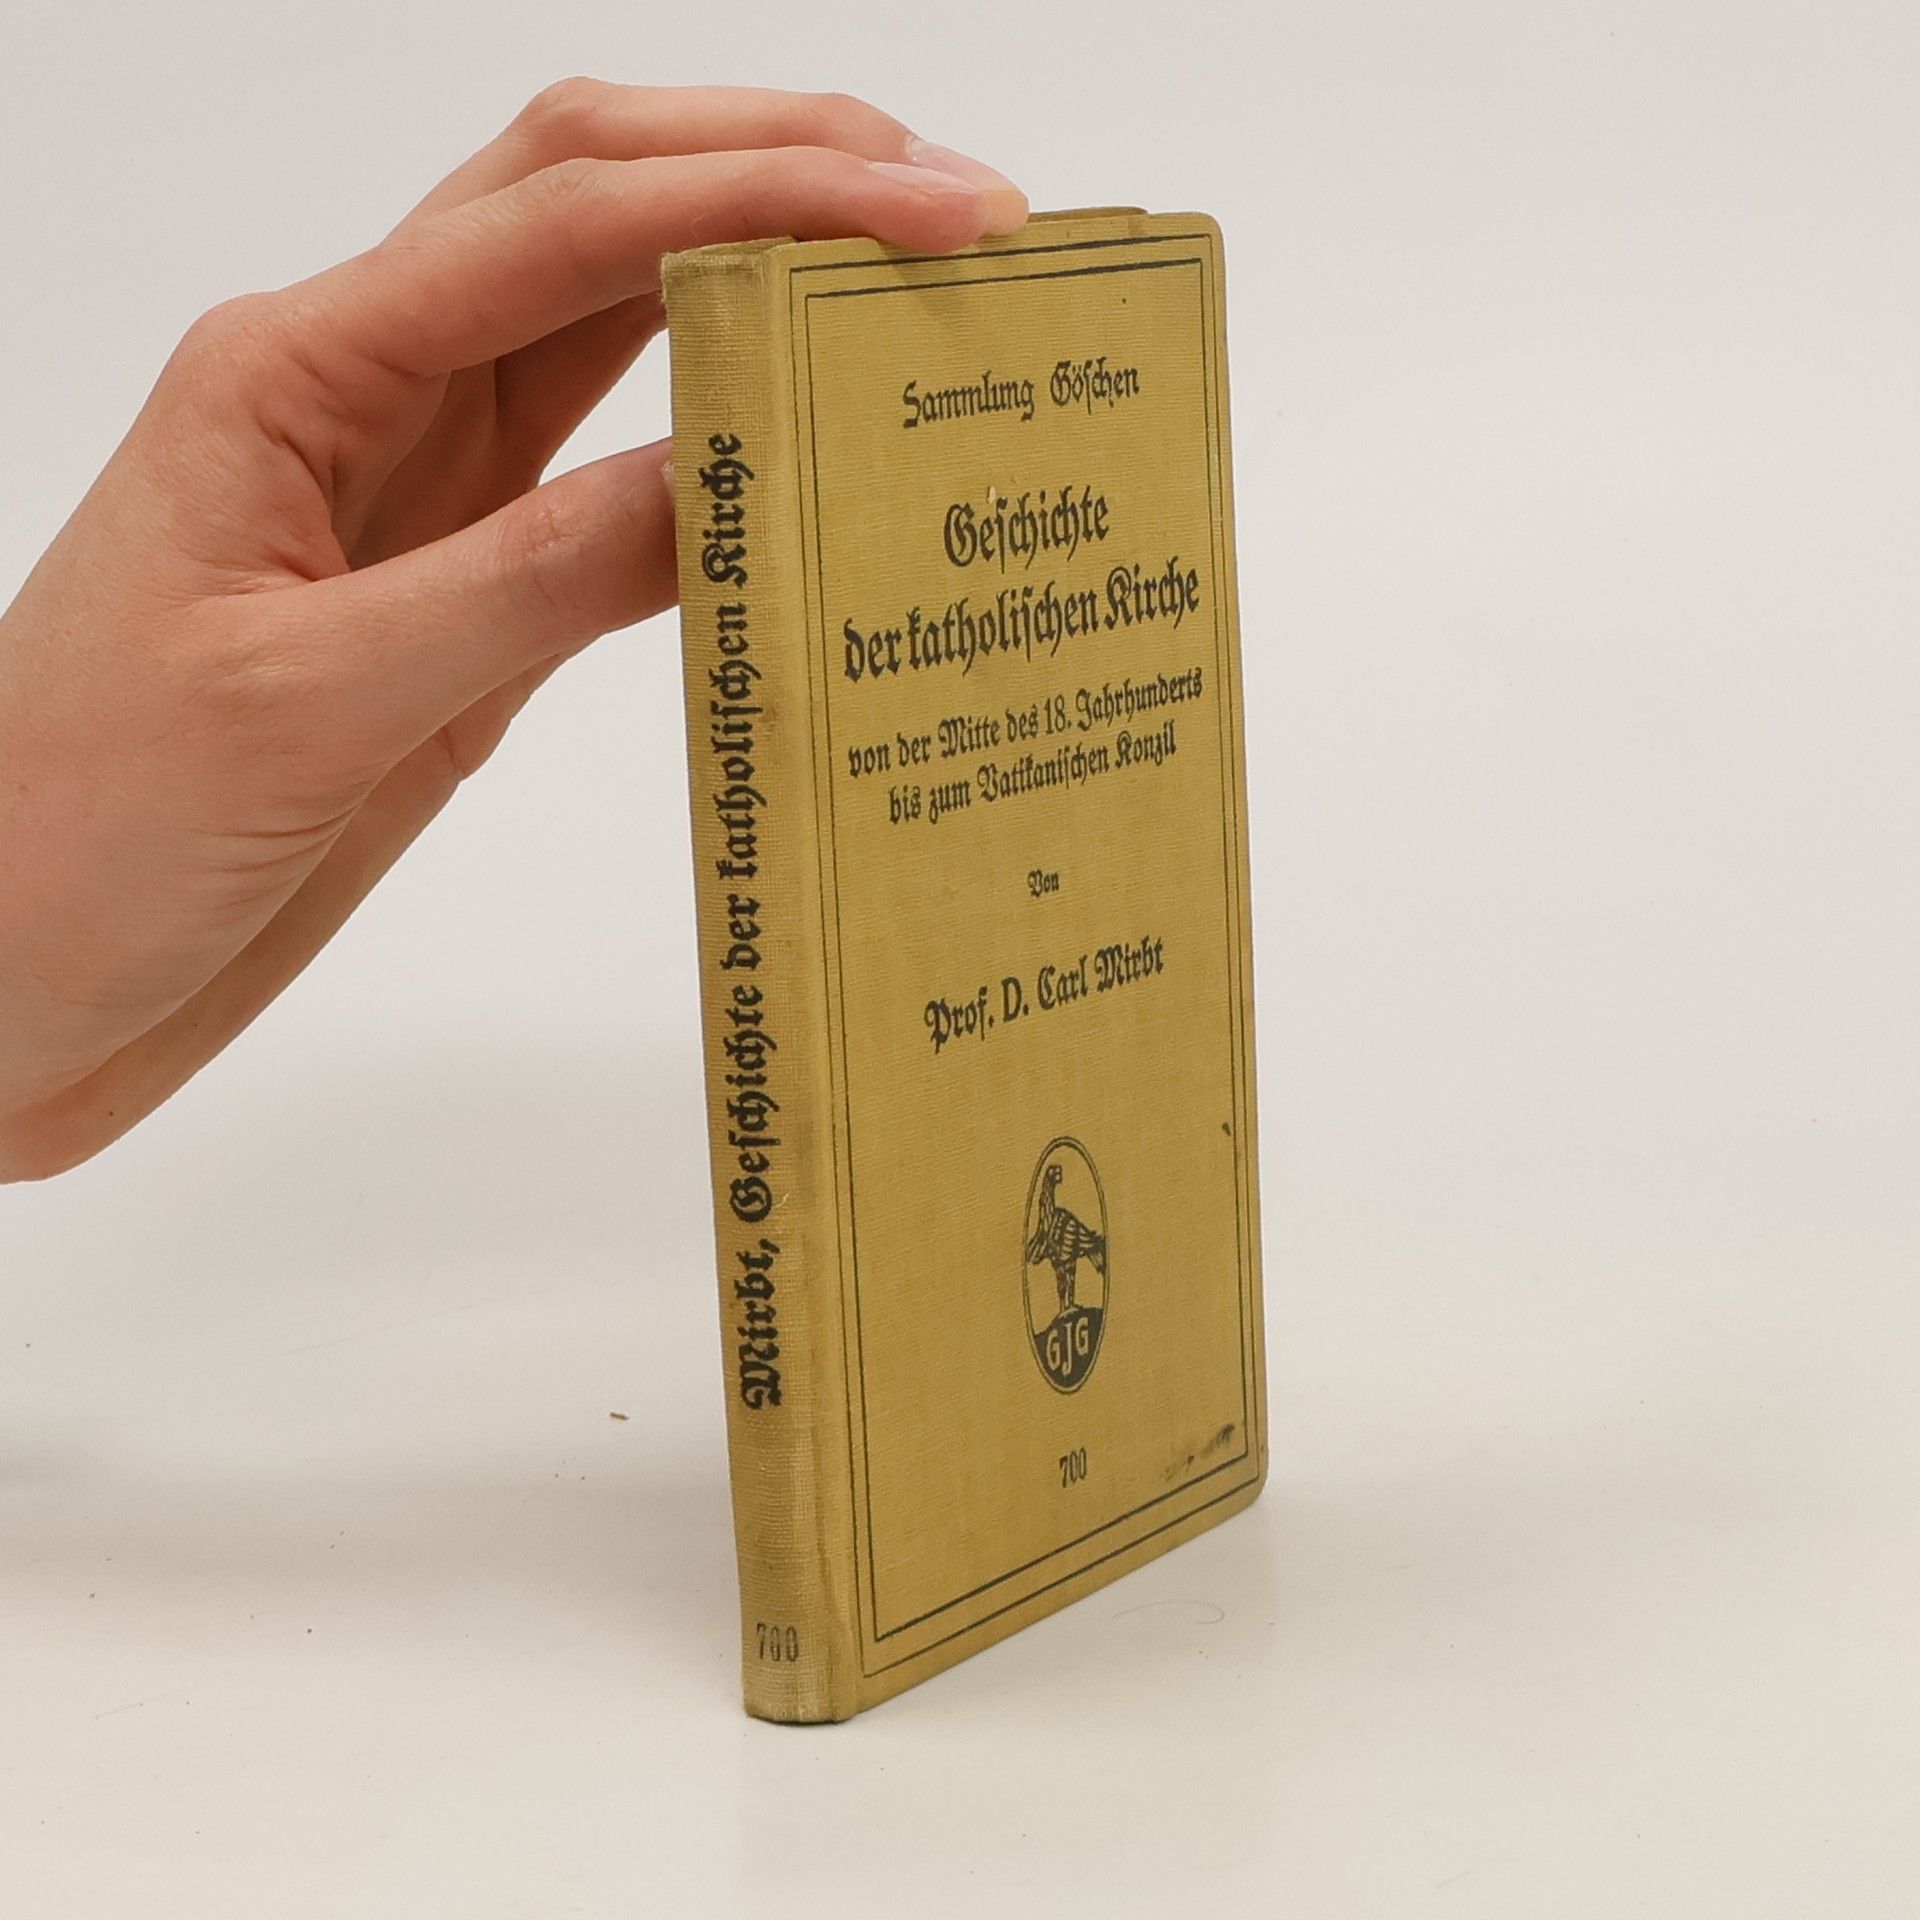 Mirbt, Geſchichte der katholiſchen Kirche
700
Sammlung Göſchen
Geſchichte
der katholiſchen Kirche
von der Mitte des 18. Jahrhunderts
bis zum Vatikaniſchen Konzil
Von
Prof. D. Carl Mirbt
GJG
700